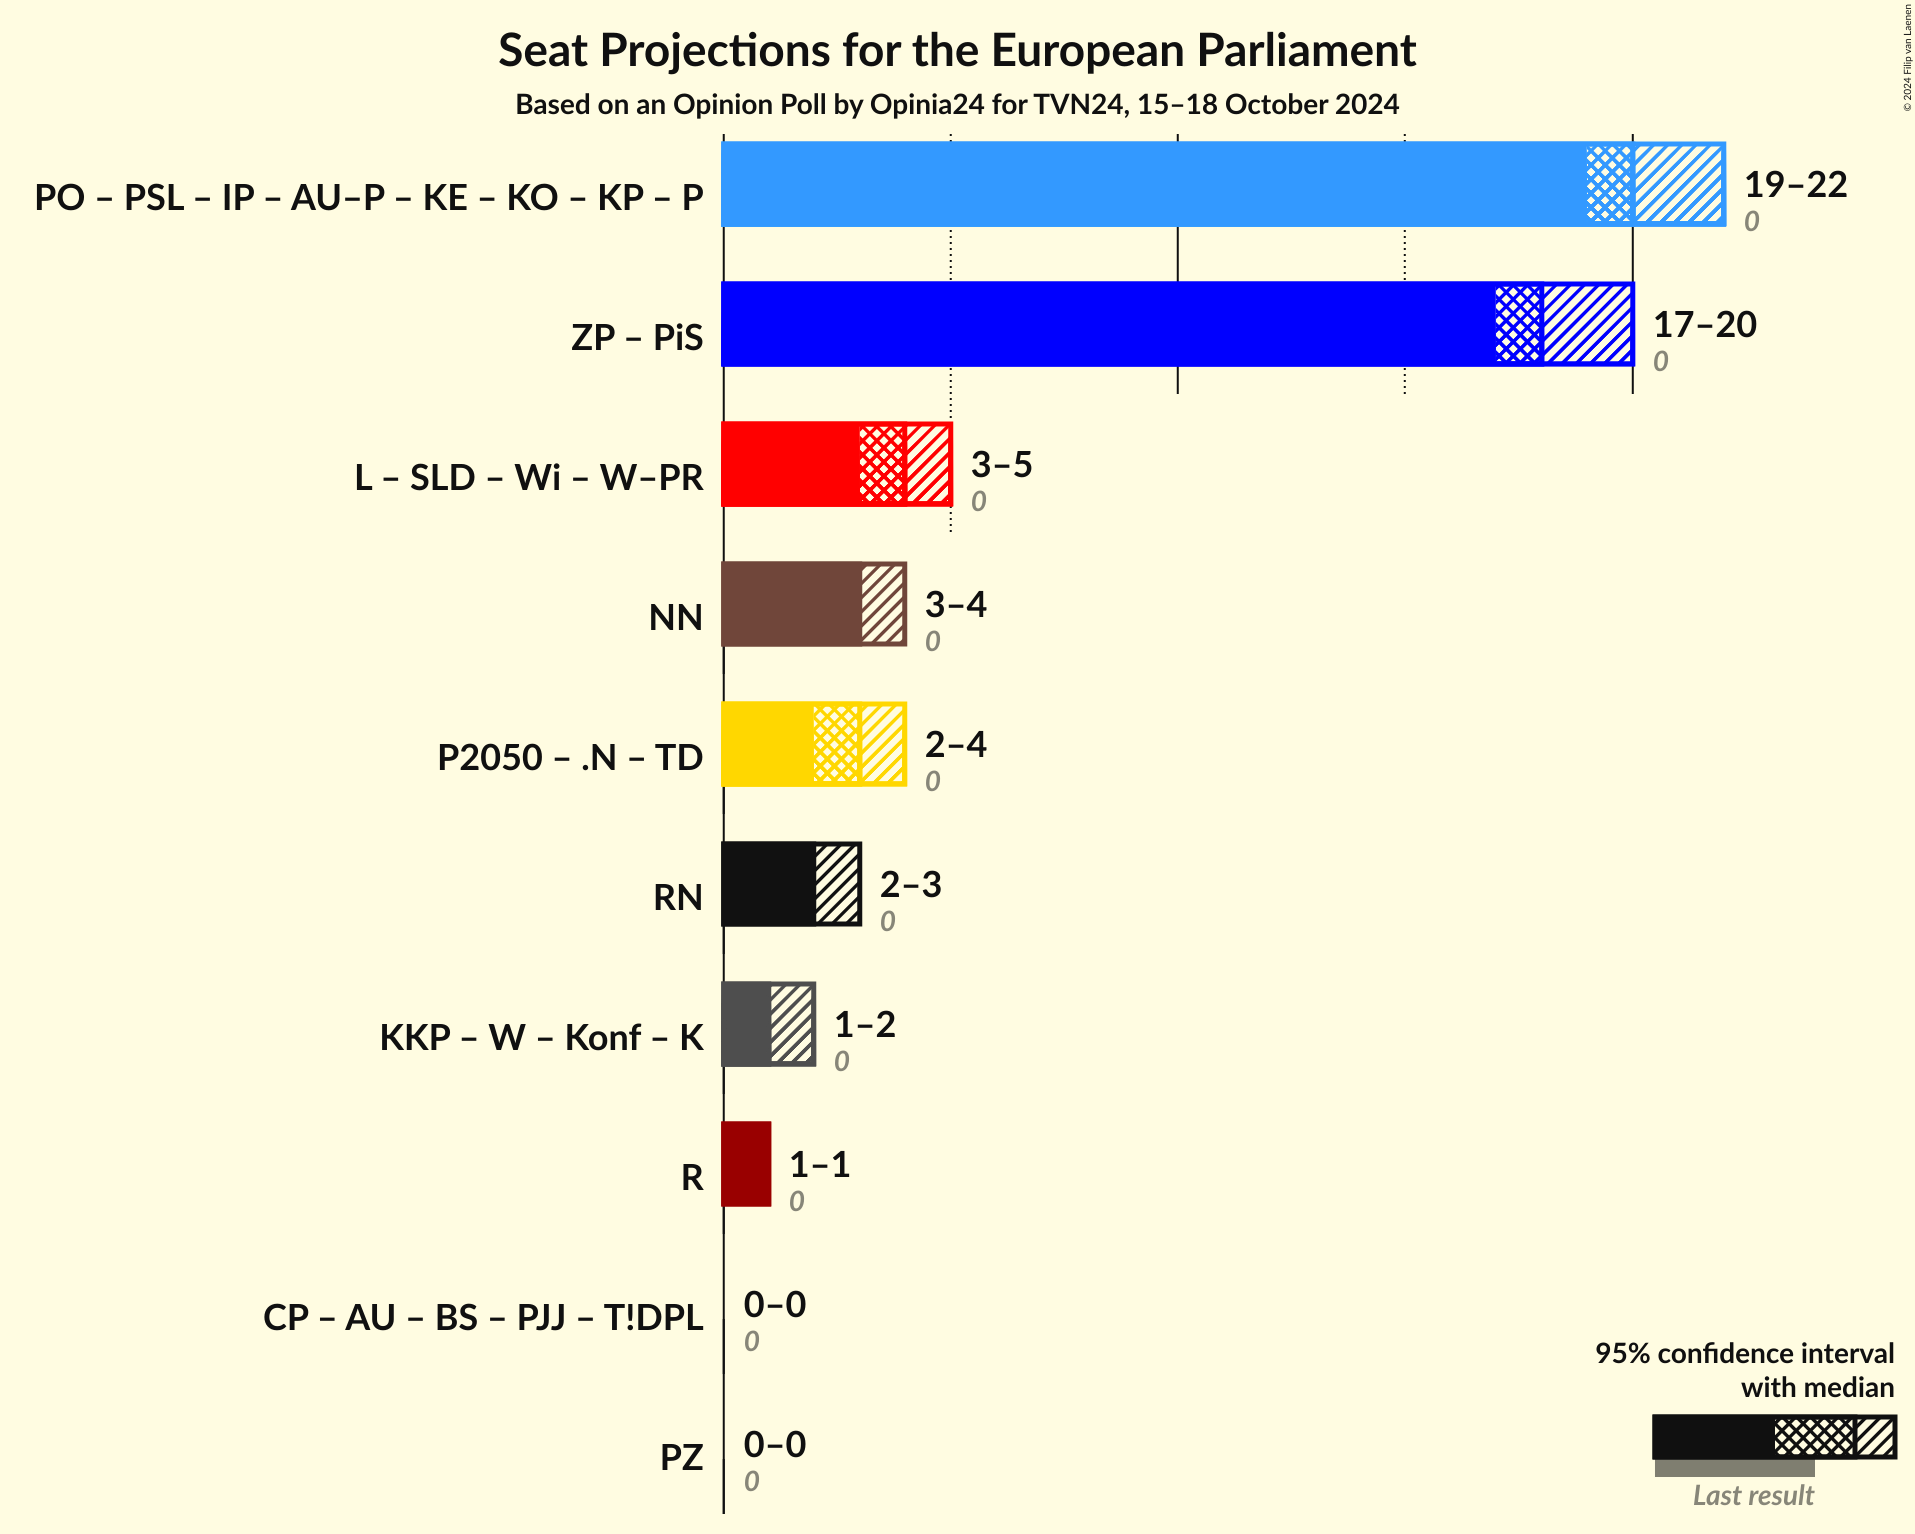 Seat Projections for the European Parliament
Based on an Opinion Poll by Opinia24 for TVN24, 15–18 October 2024
© 2024 Filip van Laenen
PO – PSL – IP – AU–P – KE – KO – KP – P
19–22
0
ZP – PiS
17–20
0
L – SLD – Wi – W–PR
3–5
0
NN
3–4
0
P2050 – .N – TD
2–4
0
RN
2–3
0
KKP – W – Konf – K
1–2
0
R
1–1
0
CP – AU – BS – PJJ – T!DPL
0–0
0
PZ
0–0
0
95% confidence interval
with median
Last result